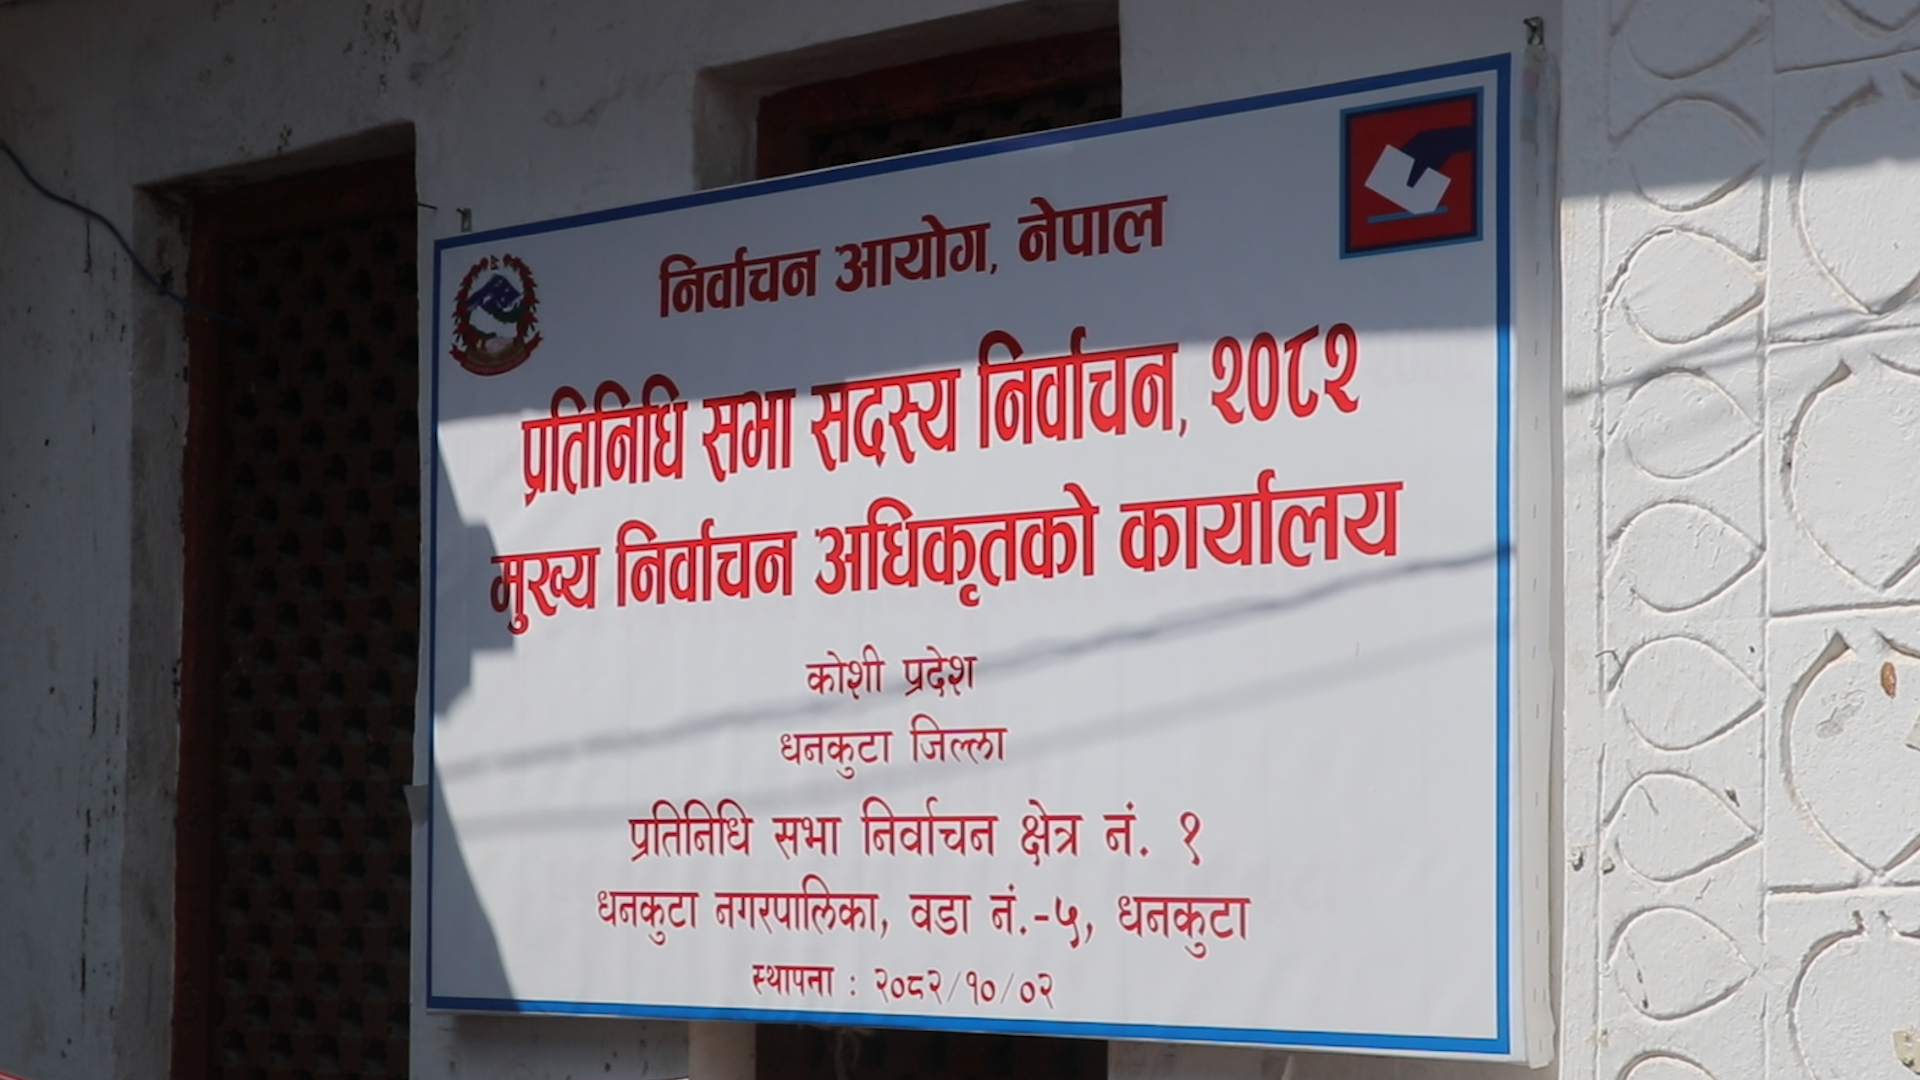 निर्वाचन आयोग, नेपाल
प्रतिनिधि सभा सदस्य निर्वाचन, २०८२
मुख्य निर्वाचन अधिकृतको कार्यालय
कोशी प्रदेश
धनकुटा जिल्ला
प्रतिनिधि सभा निर्वाचन क्षेत्र नं. १
धनकुटा नगरपालिका, वडा नं.-५, धनकुटा
स्थापना : २०८२/१०/०२